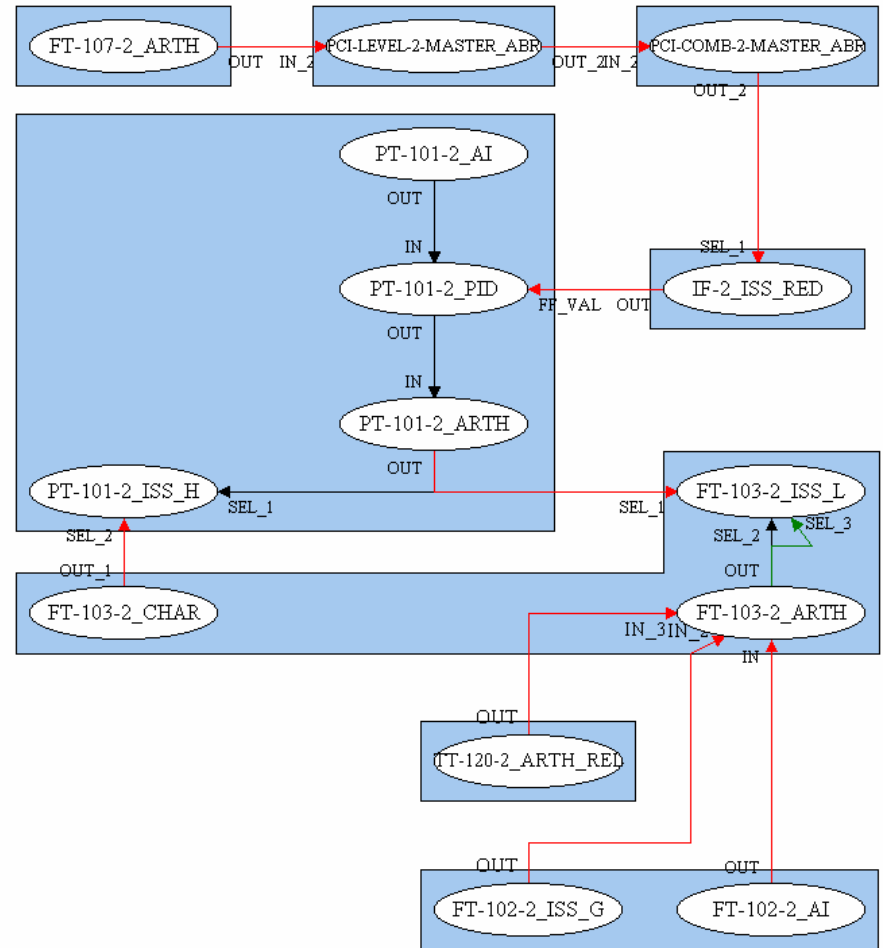 FT-107-2_ARTH
PCI-LEVEL-2-MASTER_ABR
PCI-COMB-2-MASTER_ABR
OUT
IN_2
OUT_2
IN_2
OUT_2
PT-101-2_AI
OUT
IN
SEL_1
PT-101-2_PID
IF-2_ISS_RED
FF_VAL
OUT
OUT
IN
PT-101-2_ARTH
OUT
PT-101-2_ISS_H
FT-103-2_ISS_L
SEL_1
SEL_1
SEL_2
SEL_2
SEL_3
OUT_1
OUT
FT-103-2_CHAR
FT-103-2_ARTH
IN_3
IN_2
IN
OUT
TT-120-2_ARTH_REL
OUT
OUT
FT-102-2_ISS_G
FT-102-2_AI